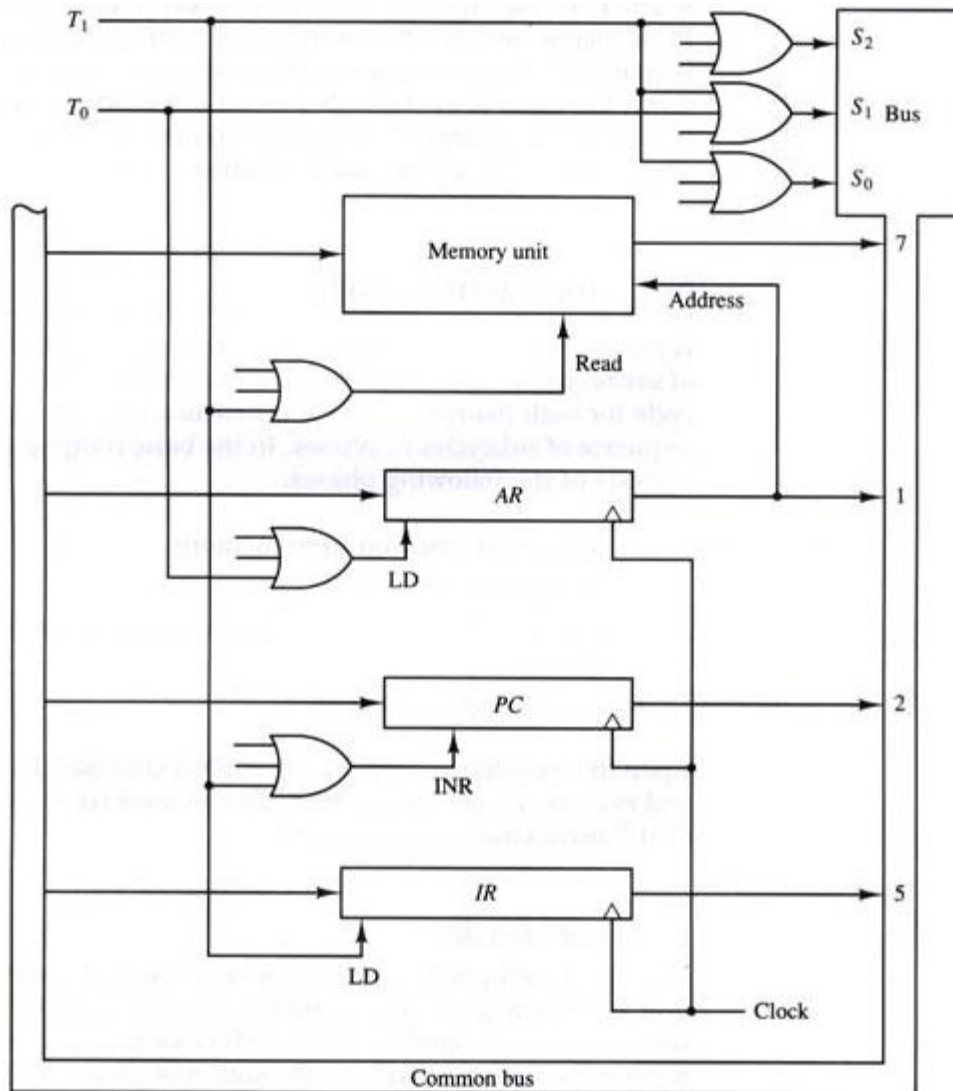 T₁
S₂
T₀
S₁ Bus
S₀
7
Memory unit
Address
Read
AR
1
LD
PC
2
INR
IR
5
LD
Clock
Common bus